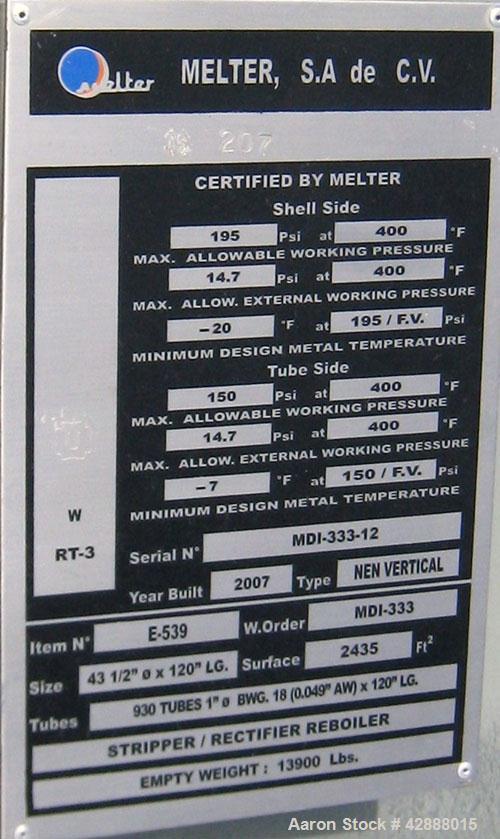 Melter MELTER, S.A de C.V.
207
CERTIFIED BY MELTER
Shell Side
195 Psi at 400 °F
MAX. ALLOWABLE WORKING PRESSURE
14.7 Psi at 400 °F
MAX. ALLOW. EXTERNAL WORKING PRESSURE
–20 °F at 195 / F.V. Psi
MINIMUM DESIGN METAL TEMPERATURE
Tube Side
150 Psi at 400 °F
MAX. ALLOWABLE WORKING PRESSURE
14.7 Psi at 400 °F
MAX. ALLOW. EXTERNAL WORKING PRESSURE
–7 °F at 150 / F.V. Psi
MINIMUM DESIGN METAL TEMPERATURE
U
W
RT-3
Serial N° MDI-333-12
Year Built 2007 Type NEN VERTICAL
Item N° E-539 W.Order MDI-333
Size 43 1/2" ø x 120" LG. Surface 2435 Ft²
Tubes 930 TUBES 1" ø BWG. 18 (0.049" AW) x 120" LG.
STRIPPER / RECTIFIER REBOILER
EMPTY WEIGHT : 13900 Lbs.
Aaron Stock # 42888015